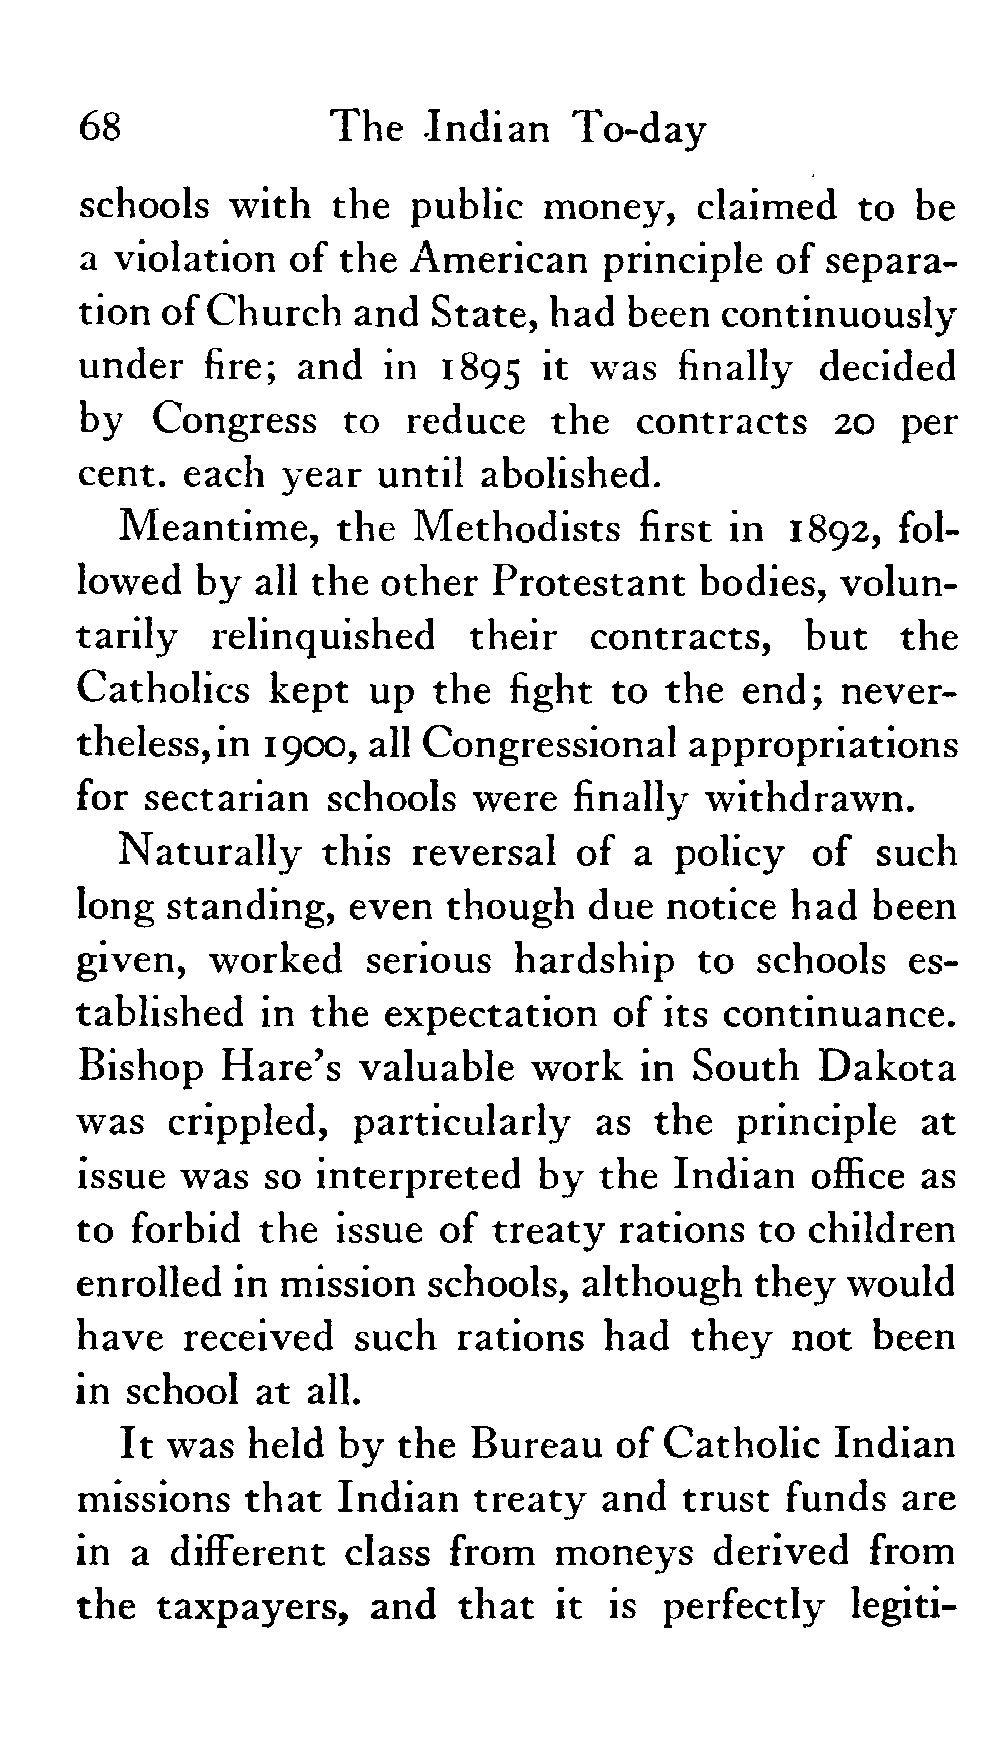 68 The Indian To-day
schools with the public money, claimed to be
a violation of the American principle of separa-
tion of Church and State, had been continuously
under fire; and in 1895 it was finally decided
by Congress to reduce the contracts 20 per
cent. each year until abolished.
Meantime, the Methodists first in 1892, fol-
lowed by all the other Protestant bodies, volun-
tarily relinquished their contracts, but the
Catholics kept up the fight to the end; never-
theless, in 1900, all Congressional appropriations
for sectarian schools were finally withdrawn.
Naturally this reversal of a policy of such
long standing, even though due notice had been
given, worked serious hardship to schools es-
tablished in the expectation of its continuance.
Bishop Hare's valuable work in South Dakota
was crippled, particularly as the principle at
issue was so interpreted by the Indian office as
to forbid the issue of treaty rations to children
enrolled in mission schools, although they would
have received such rations had they not been
in school at all.
It was held by the Bureau of Catholic Indian
missions that Indian treaty and trust funds are
in a different class from moneys derived from
the taxpayers, and that it is perfectly legiti-